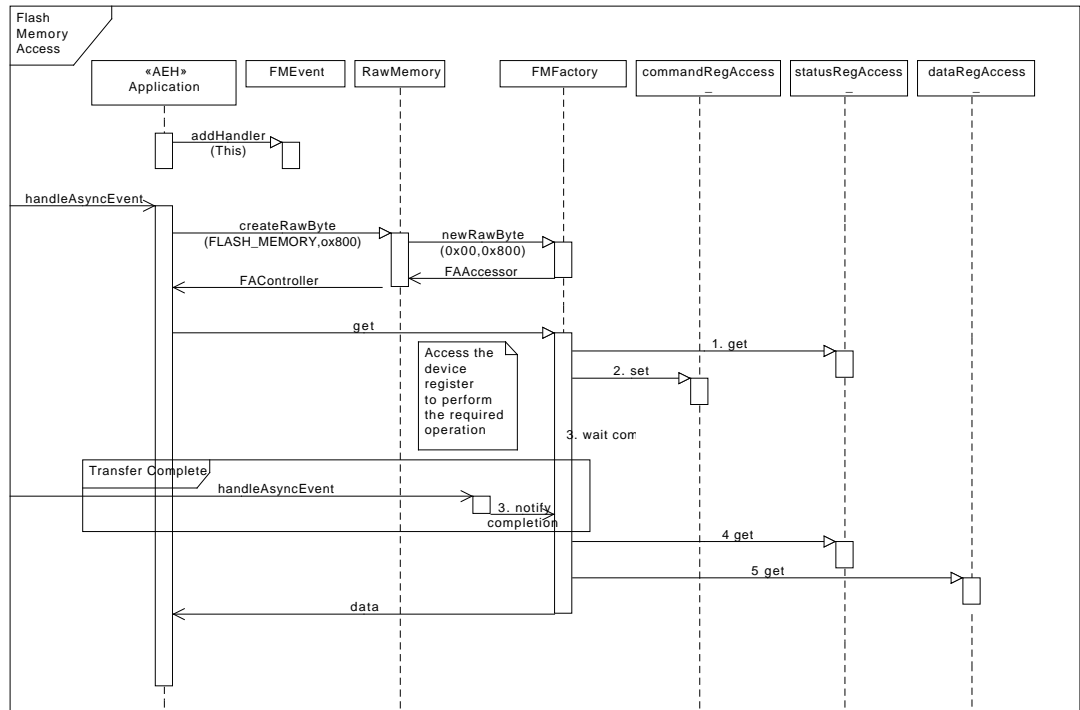 Flash
Memory
Access
«AEH»
Application
FMEvent
RawMemory
FMFactory
commandRegAccess
_
statusRegAccess
_
dataRegAccess
_
addHandler
(This)
handleAsyncEvent
createRawByte
(FLASH_MEMORY,ox800)
newRawByte
(0x00,0x800)
FAAccessor
FAController
get
Access the
device
register
to perform
the required
operation
1. get
2. set
3. wait com
Transfer Complete
handleAsyncEvent
3. notify
completion
4 get
5 get
data